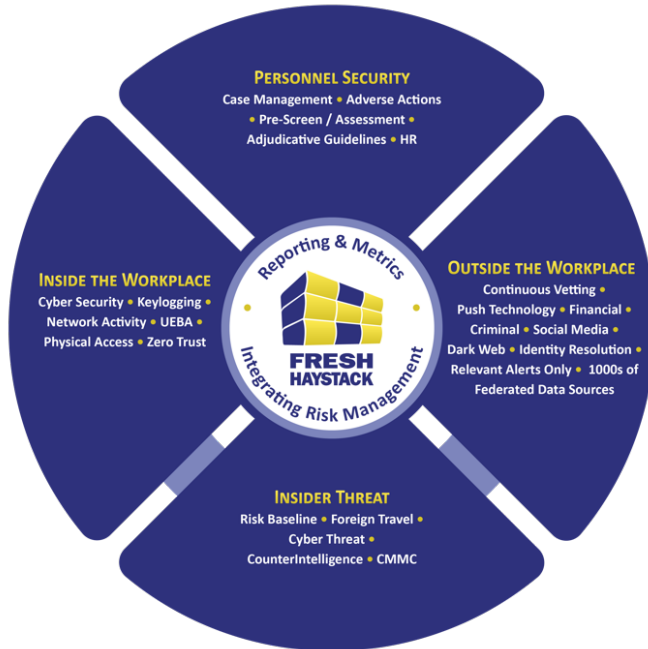 PERSONNEL SECURITY
Case Management • Adverse Actions
• Pre-Screen / Assessment •
Adjudicative Guidelines • HR
INSIDE THE WORKPLACE
Cyber Security • Keylogging •
Network Activity • UEBA •
Physical Access • Zero Trust
Reporting & Metrics
FRESH
HAYSTACK
Integrating Risk Management
OUTSIDE THE WORKPLACE
Continuous Vetting •
Push Technology • Financial •
Criminal • Social Media •
Dark Web • Identity Resolution •
Relevant Alerts Only • 1000s of
Federated Data Sources
INSIDER THREAT
Risk Baseline • Foreign Travel •
Cyber Threat •
CounterIntelligence • CMMC